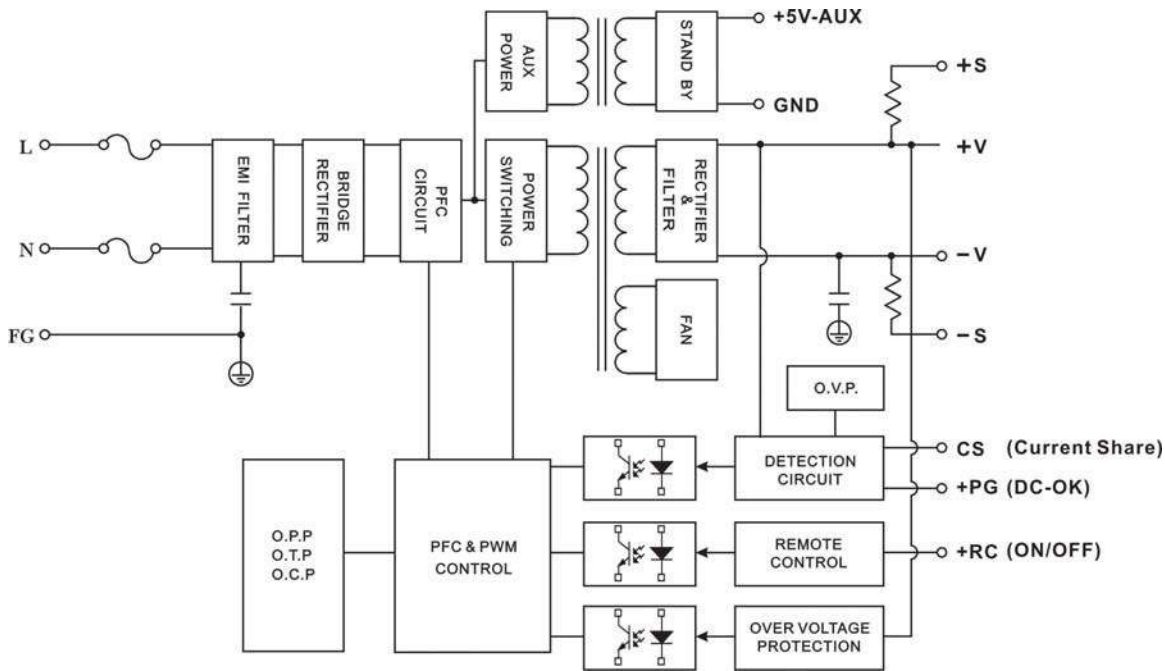 +5V-AUX
AUX
POWER
STAND BY
+S
GND
L
+V
EMI FILTER
BRIDGE
RECTIFIER
PFC
CIRCUIT
POWER
SWITCHING
RECTIFIER
&
FILTER
N
-V
FAN
FG
-S
O.V.P.
CS (Current Share)
DETECTION
CIRCUIT
+PG (DC-OK)
O.P.P
O.T.P
O.C.P
PFC & PWM
CONTROL
REMOTE
CONTROL
+RC (ON/OFF)
OVER VOLTAGE
PROTECTION